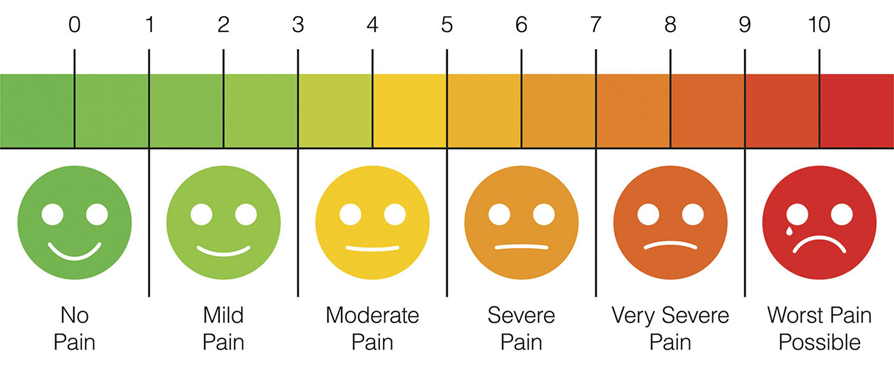 0 1 2 3 4 5 6 7 8 9 10
No Mild Moderate Severe Very Severe Worst Pain
Pain Pain Pain Pain Pain Possible